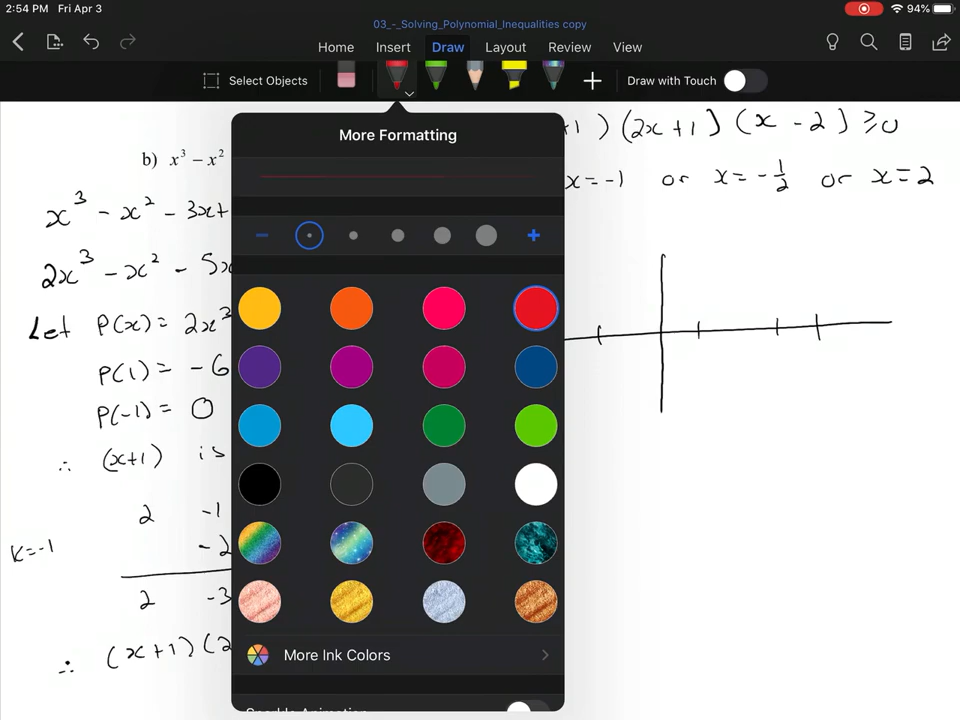 2:54 PM Fri Apr 3
94%
03_-_Solving_Polynomial_Inequalities copy
Home Insert Draw Layout Review View
Select Objects
Draw with Touch
More Formatting
+1 ) (2x+1) (x-2) ≥0
b) x³ − x²
x=-1 or x=-1/2 or x=2
x³ - x² - 3x+
2x³ - x² - 5x
Let P(x) = 2x³
P(1) = -6
P(-1) = 0
∴ (x+1) is
2 -1
K=-1 -2
2 -3
∴ (x+1)(2
More Ink Colors